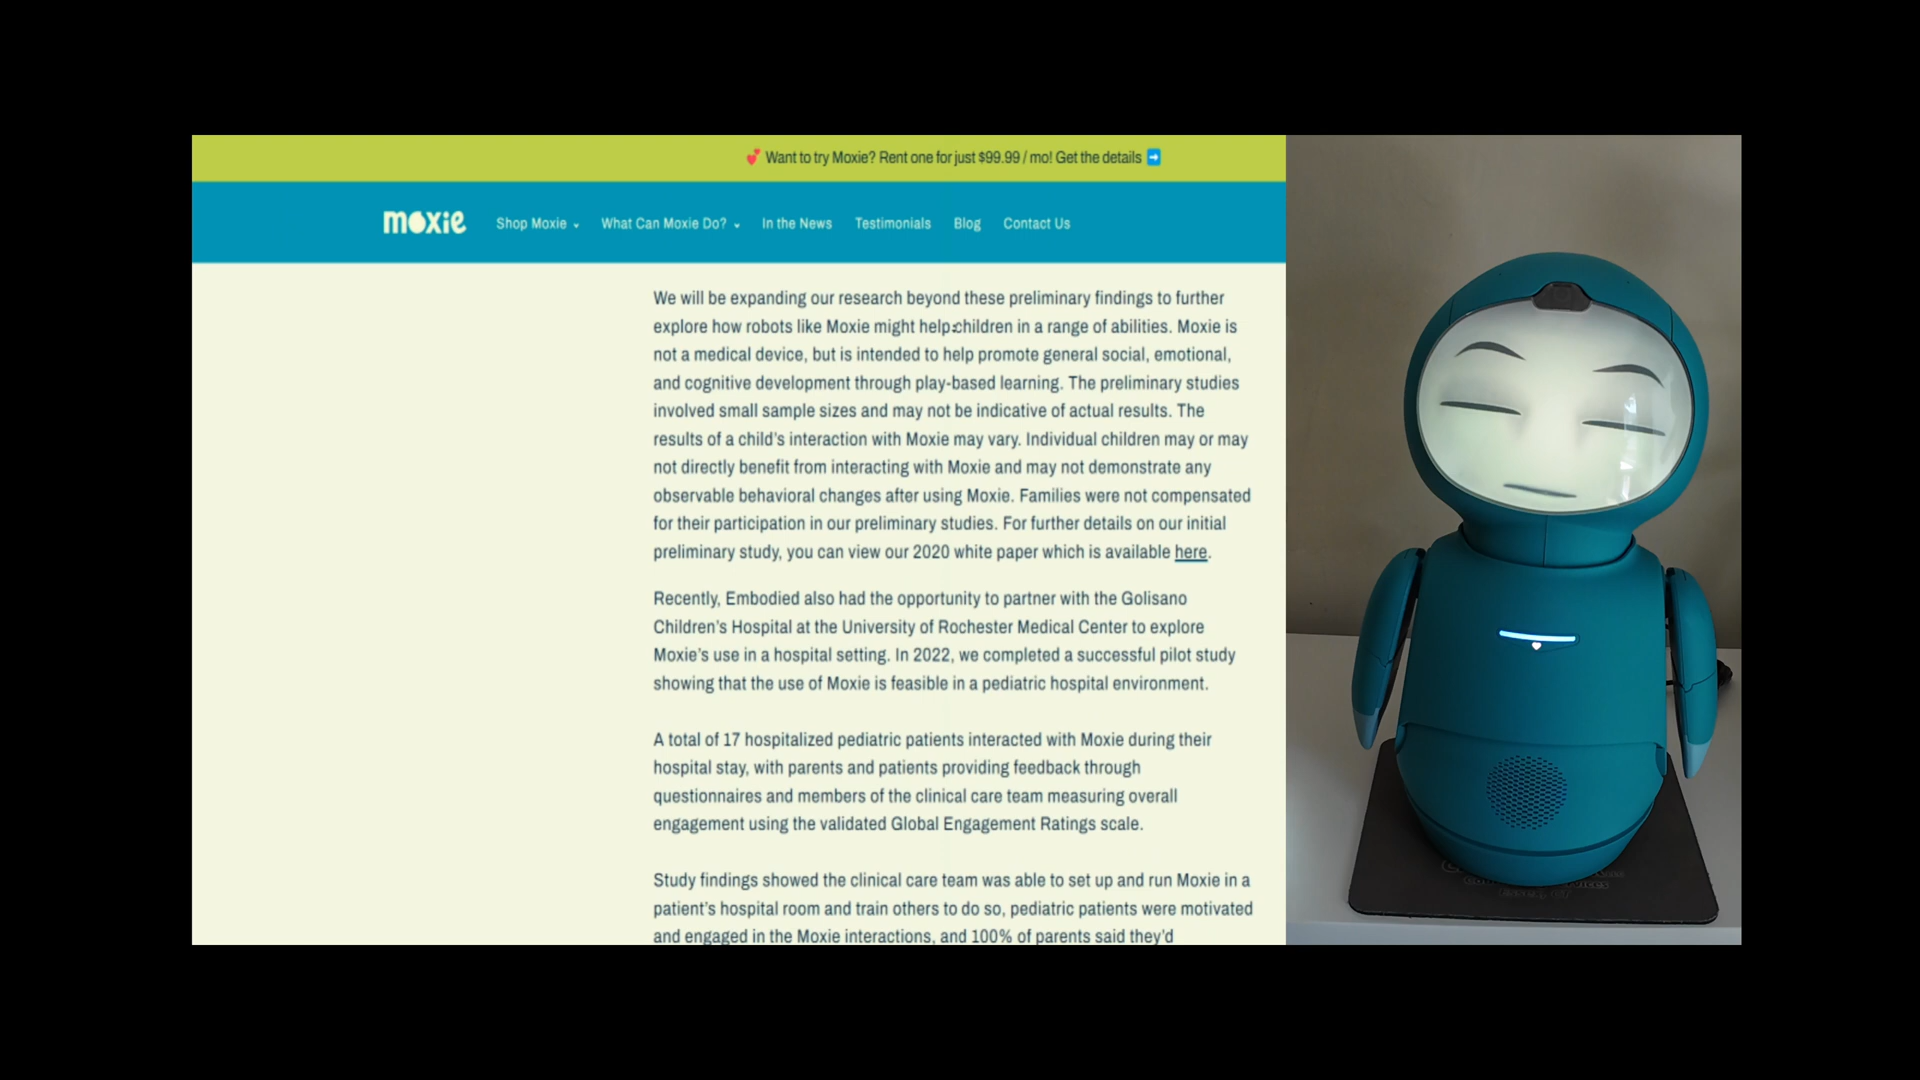 💕 Want to try Moxie? Rent one for just $99.99 / mo! Get the details ➡
moxie
Shop Moxie
What Can Moxie Do?
In the News
Testimonials
Blog
Contact Us
We will be expanding our research beyond these preliminary findings to further
explore how robots like Moxie might help children in a range of abilities. Moxie is
not a medical device, but is intended to help promote general social, emotional,
and cognitive development through play-based learning. The preliminary studies
involved small sample sizes and may not be indicative of actual results. The
results of a child's interaction with Moxie may vary. Individual children may or may
not directly benefit from interacting with Moxie and may not demonstrate any
observable behavioral changes after using Moxie. Families were not compensated
for their participation in our preliminary studies. For further details on our initial
preliminary study, you can view our 2020 white paper which is available here.
Recently, Embodied also had the opportunity to partner with the Golisano
Children's Hospital at the University of Rochester Medical Center to explore
Moxie's use in a hospital setting. In 2022, we completed a successful pilot study
showing that the use of Moxie is feasible in a pediatric hospital environment.
A total of 17 hospitalized pediatric patients interacted with Moxie during their
hospital stay, with parents and patients providing feedback through
questionnaires and members of the clinical care team measuring overall
engagement using the validated Global Engagement Ratings scale.
Study findings showed the clinical care team was able to set up and run Moxie in a
patient's hospital room and train others to do so, pediatric patients were motivated
and engaged in the Moxie interactions, and 100% of parents said they'd